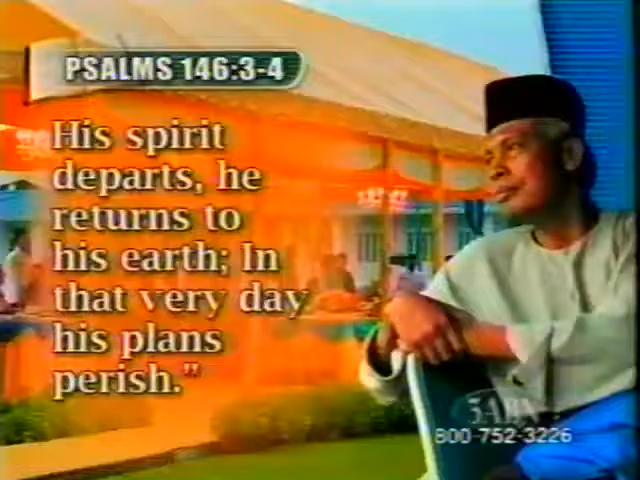 PSALMS 146:3-4
His spirit
departs, he
returns to
his earth; In
that very day
his plans
perish."
3ABN
800-752-3226